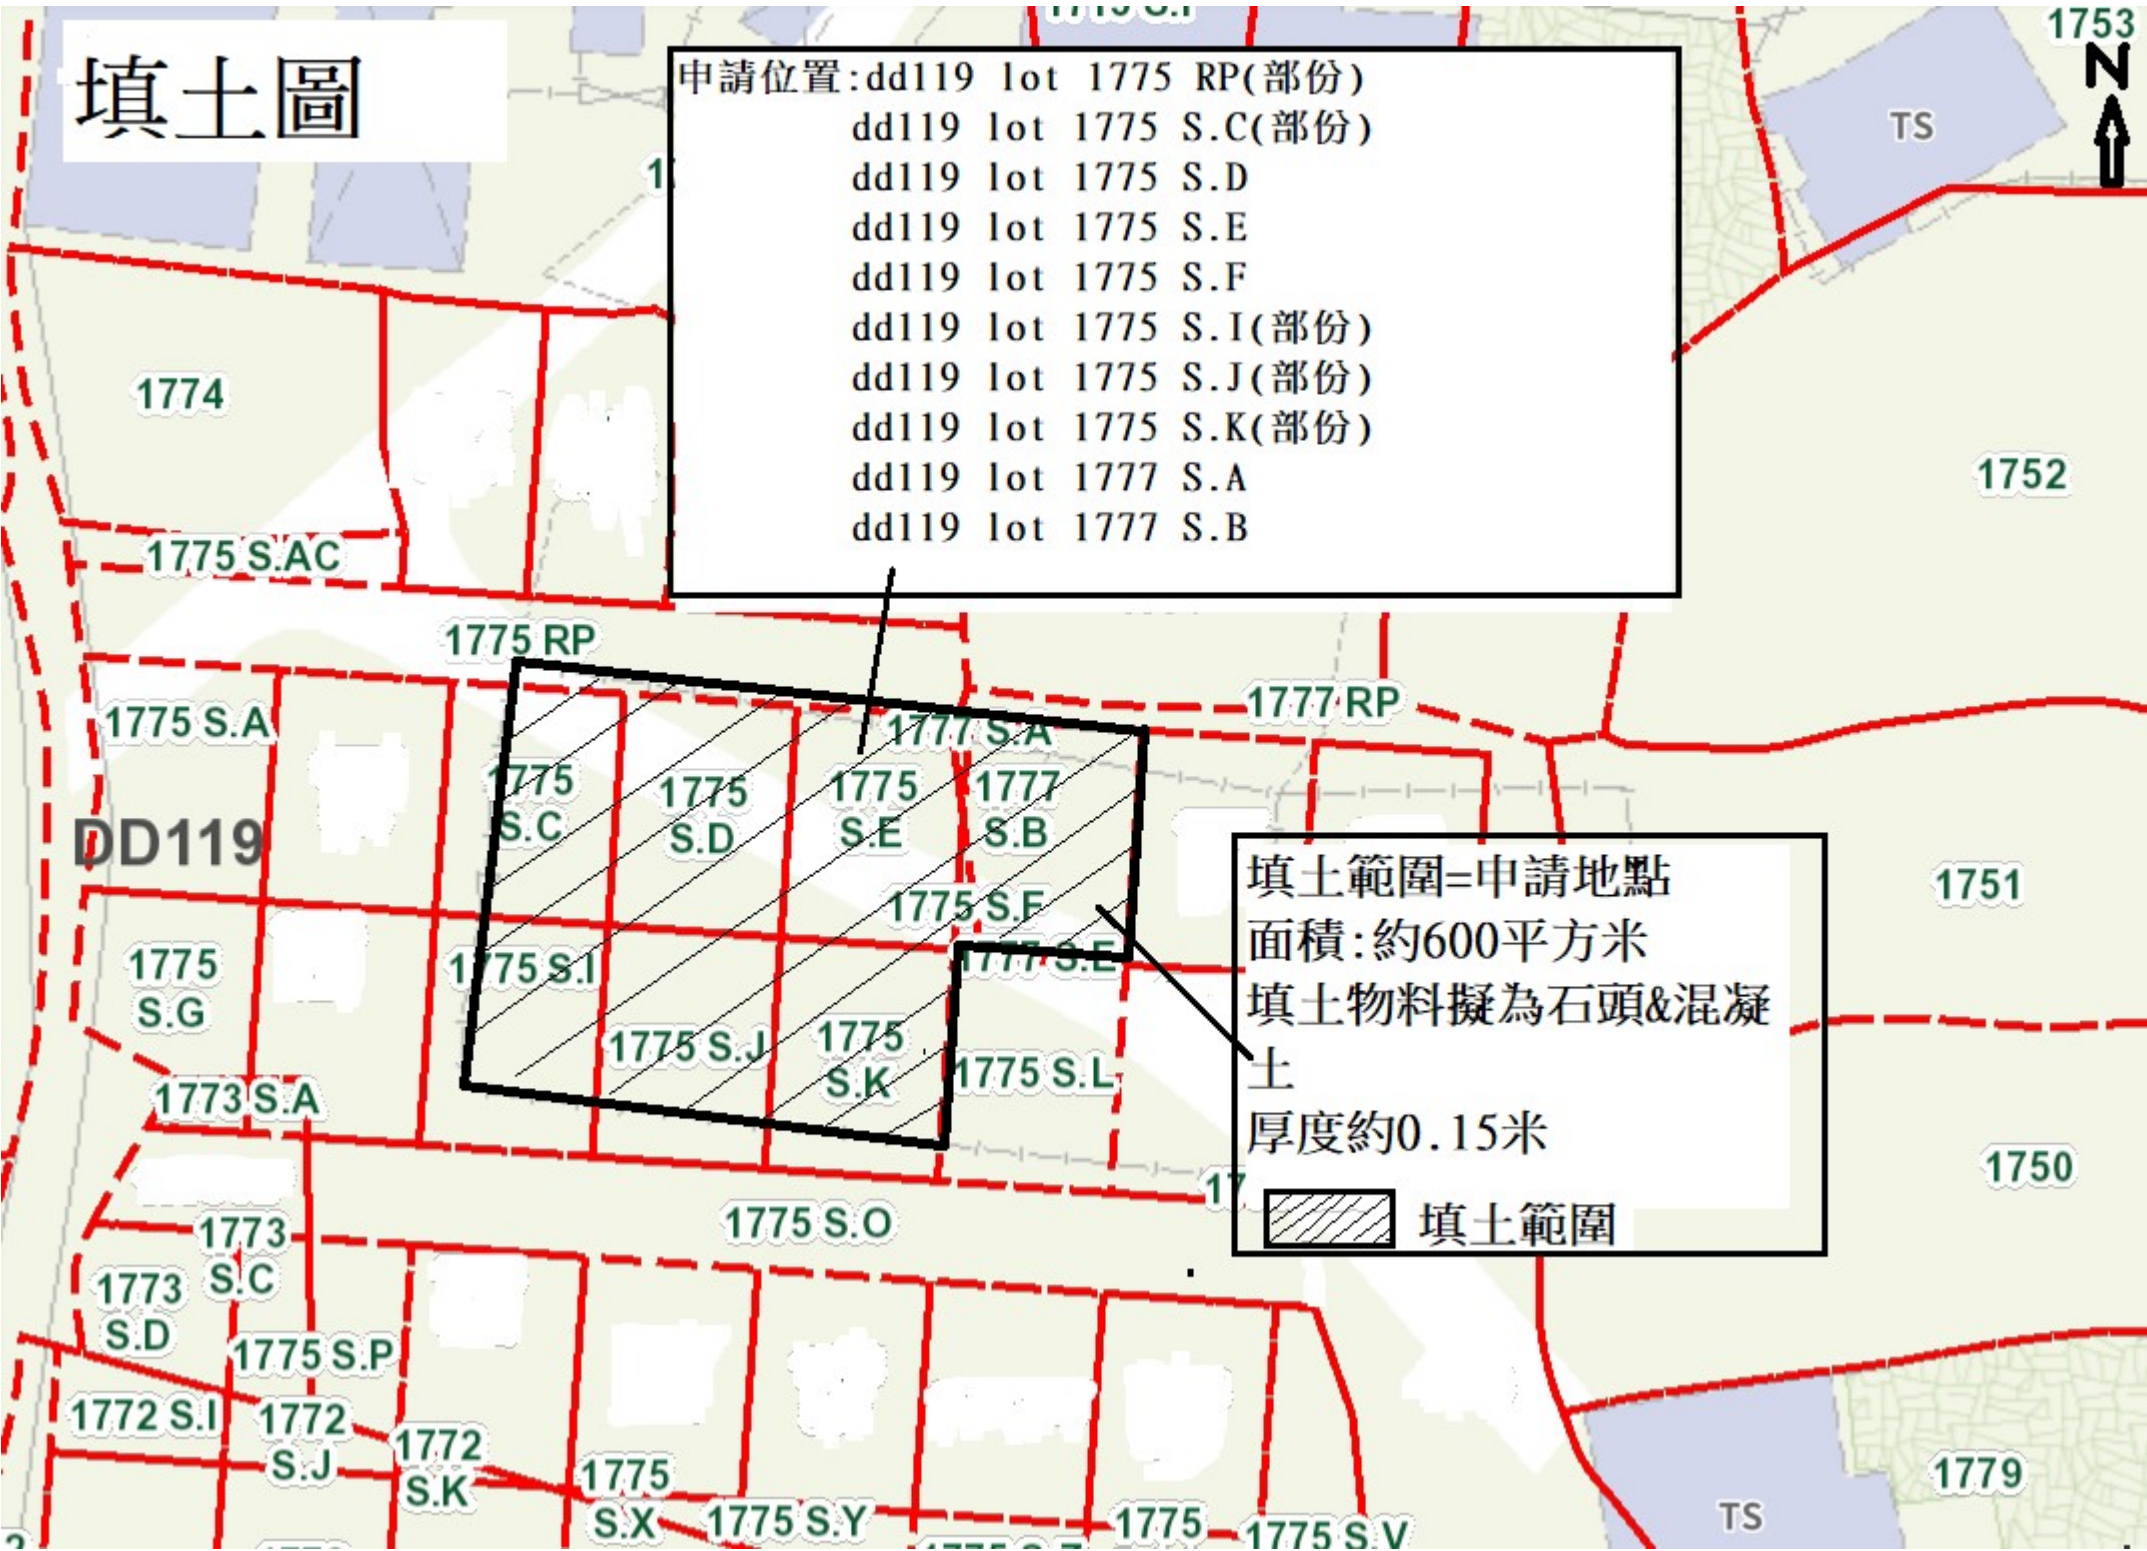 填土圖
1753
N
TS
申請位置:dd119 lot 1775 RP(部份)
dd119 lot 1775 S.C(部份)
dd119 lot 1775 S.D
dd119 lot 1775 S.E
dd119 lot 1775 S.F
dd119 lot 1775 S.I(部份)
dd119 lot 1775 S.J(部份)
dd119 lot 1775 S.K(部份)
dd119 lot 1777 S.A
dd119 lot 1777 S.B
1774
1752
1775 S.AC
1775 RP
1777 RP
1775 S.A
1777 S.A
1775
S.C
1775
S.D
1775
S.E
1777
S.B
DD119
1775 S.F
1777 S.E
1775
S.G
1775 S.I
1775 S.J
1775
S.K
1775 S.L
1773 S.A
填土範圍=申請地點
面積:約600平方米
填土物料擬為石頭&混凝
土
厚度約0.15米
填土範圍
1751
1750
1775 S.O
1773
S.C
1773
S.D
1775 S.P
1772 S.I
1772
S.J
1772
S.K
1775
S.X
1775 S.Y
1775
1775 S.V
1779
TS